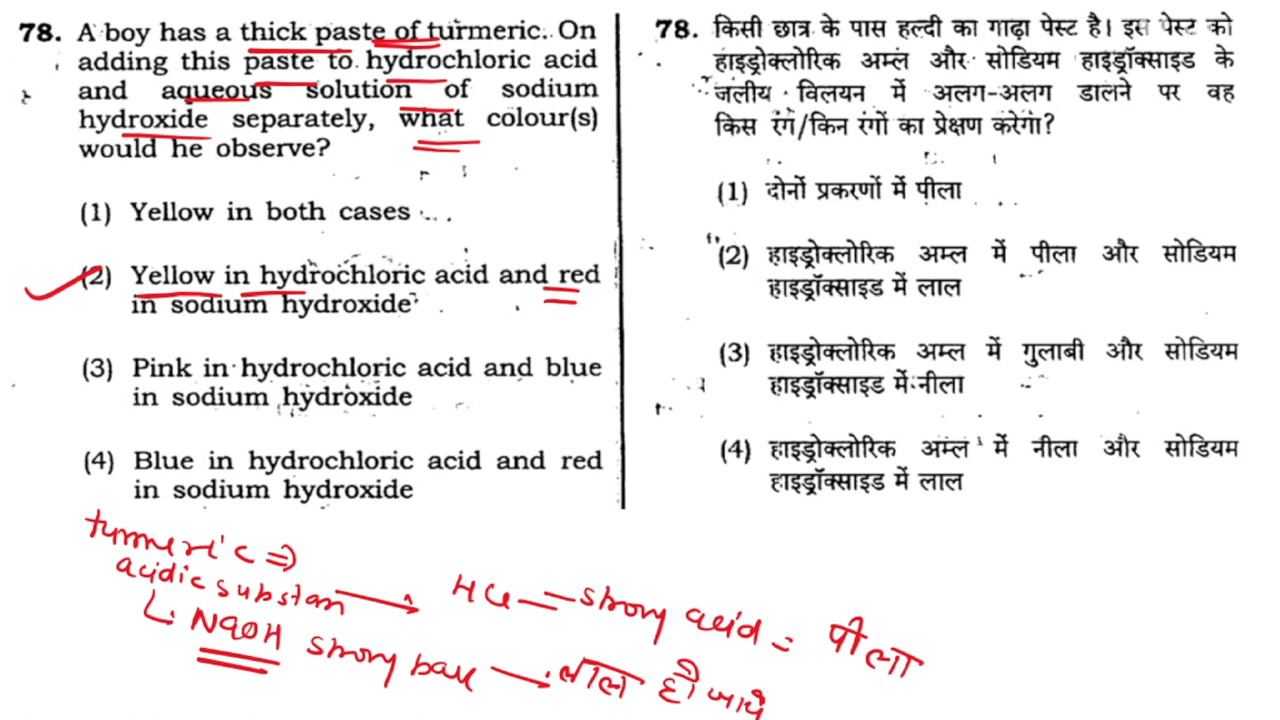 78. A boy has a thick paste of turmeric. On
adding this paste to hydrochloric acid
and aqueous solution of sodium
hydroxide separately, what colour(s)
would he observe?
(1) Yellow in both cases
(2) Yellow in hydrochloric acid and red
in sodium hydroxide
(3) Pink in hydrochloric acid and blue
in sodium hydroxide
(4) Blue in hydrochloric acid and red
in sodium hydroxide
78. किसी छात्र के पास हल्दी का गाढ़ा पेस्ट है। इस पेस्ट को
हाइड्रोक्लोरिक अम्ल और सोडियम हाइड्रॉक्साइड के
जलीय विलयन में अलग-अलग डालने पर वह
किस रंग/किन रंगों का प्रेक्षण करेगा?
(1) दोनों प्रकरणों में पीला
(2) हाइड्रोक्लोरिक अम्ल में पीला और सोडियम
हाइड्रॉक्साइड में लाल
(3) हाइड्रोक्लोरिक अम्ल में गुलाबी और सोडियम
हाइड्रॉक्साइड में नीला
(4) हाइड्रोक्लोरिक अम्ल में नीला और सोडियम
हाइड्रॉक्साइड में लाल
turmeric ⇒
acidic substan → HCl = strong acid = पीला
NaOH strong base → लाल हो जाये